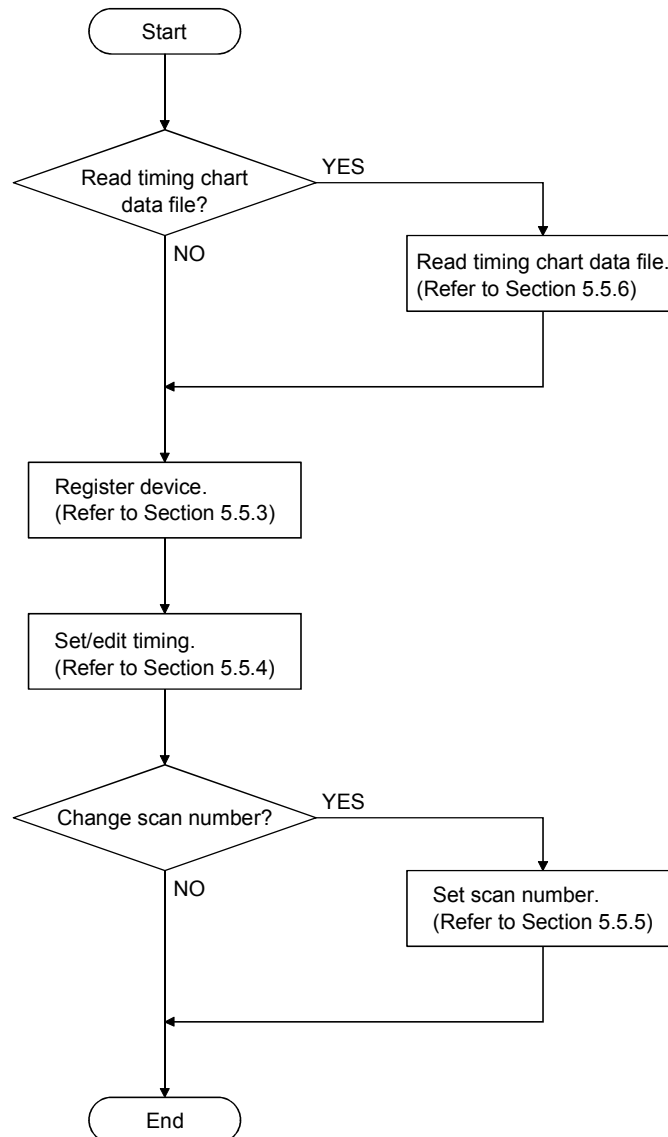 Start
Read timing chart
data file?
YES
NO
Read timing chart data file.
(Refer to Section 5.5.6)
Register device.
(Refer to Section 5.5.3)
Set/edit timing.
(Refer to Section 5.5.4)
Change scan number?
YES
NO
Set scan number.
(Refer to Section 5.5.5)
End